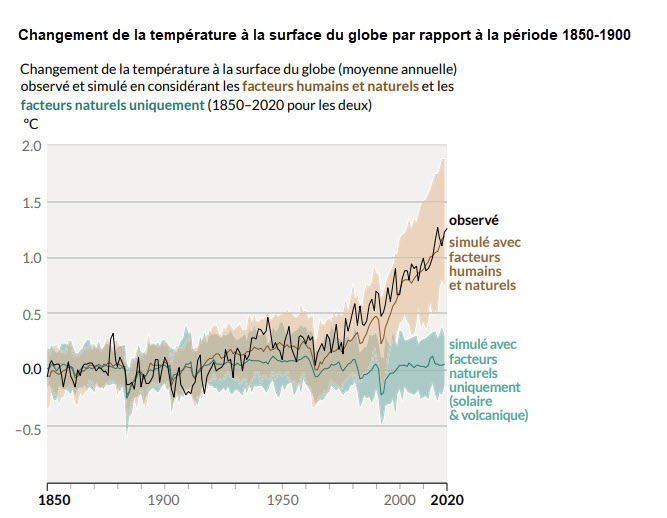 Changement de la température à la surface du globe par rapport à la période 1850-1900
Changement de la température à la surface du globe (moyenne annuelle)
observé et simulé en considérant les facteurs humains et naturels et les
facteurs naturels uniquement (1850–2020 pour les deux)
ºC
2.0
1.5
1.0
0.5
0.0
–0.5
observé
simulé avec
facteurs
humains
et naturels
simulé avec
facteurs
naturels
uniquement
(solaire
& volcanique)
1850 1900 1950 2000 2020